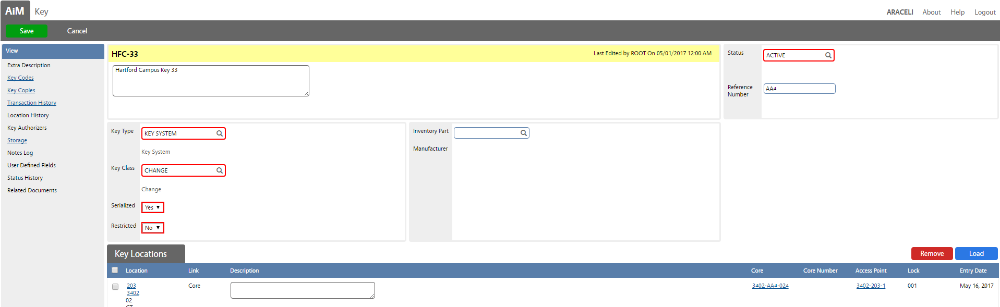 AiM Key ARACELI About Help Logout
Save Cancel
View
Extra Description
Key Codes
Key Copies
Transaction History
Location History
Key Authorizers
Storage
Notes Log
User Defined Fields
Status History
Related Documents
HFC-33 Last Edited by ROOT On 05/01/2017 12:00 AM
Hartford Campus Key 33
Status ACTIVE
Reference Number AA4
Key Type KEY SYSTEM
Key System
Key Class CHANGE
Change
Serialized Yes
Restricted No
Inventory Part
Manufacturer
Key Locations Remove Load
Location Link Description Core Core Number Access Point Lock Entry Date
203 Core 3402-AA4-024 3402-203-1 001 May 16, 2017
3402
02